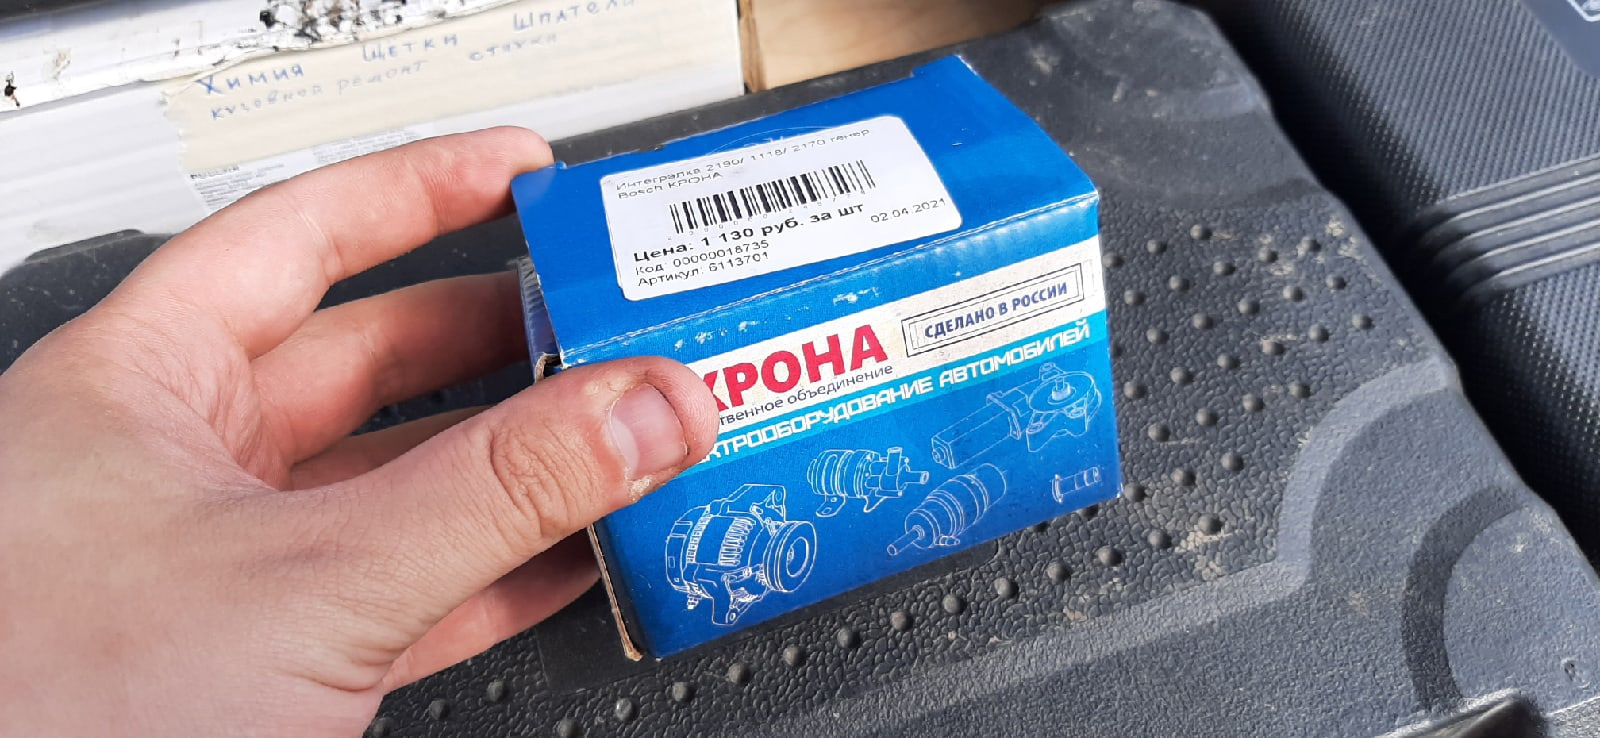 Химия Щетки Шпатели
кузовной ремонт стучки
Интегралка 2190/ 1118/ 2170 генер
Bosch КРОНА
Цена: 1 130 руб. за шт
02.04.2021
Код: 00000018735
Артикул: 6113701
КРОНА
СДЕЛАНО В РОССИИ
твенное объединение
КТРООБОРУДОВАНИЕ АВТОМОБИЛЕЙ